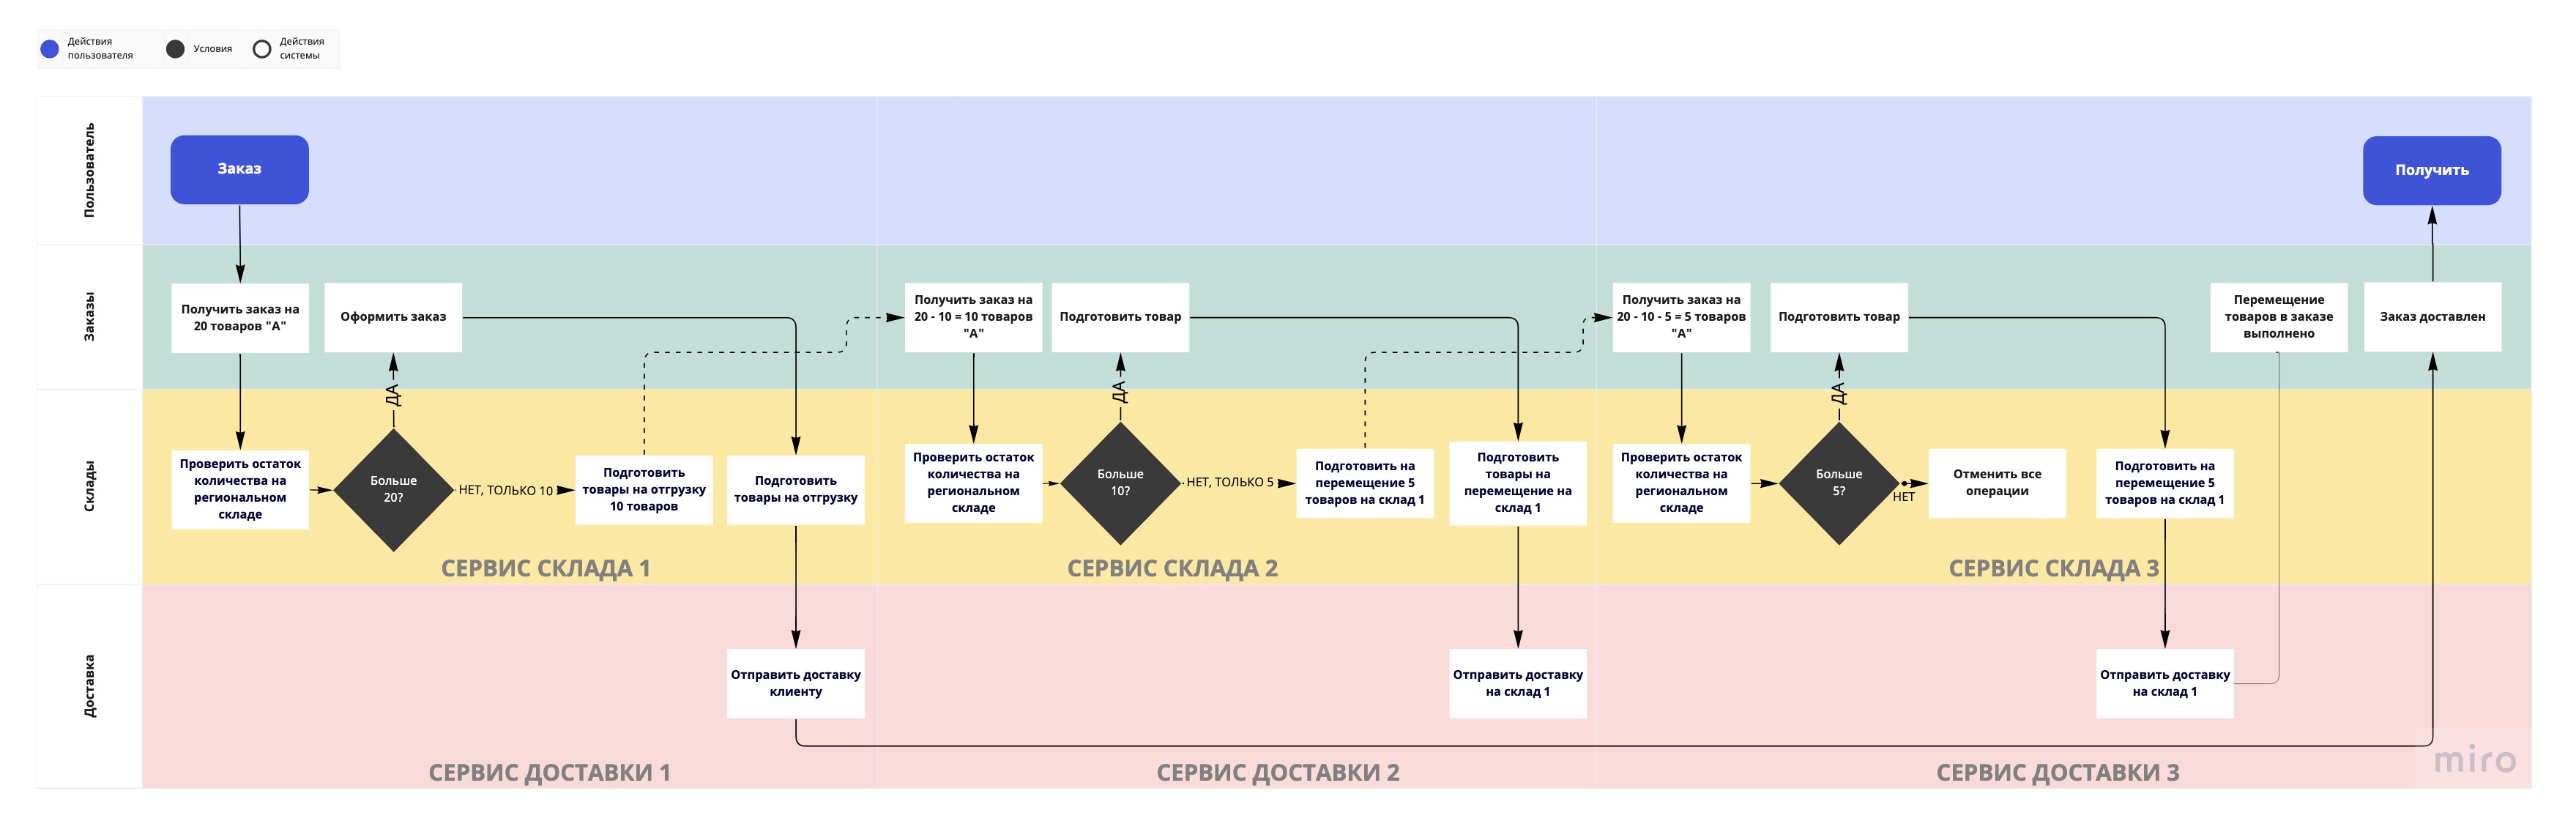 Действия
пользователя
Условия
Действия
системы
Пользователь
Заказ
Получить
Заказы
Получить заказ на
20 товаров "А"
Оформить заказ
Получить заказ на
20 - 10 = 10 товаров
"А"
Подготовить товар
Получить заказ на
20 - 10 - 5 = 5 товаров
"А"
Подготовить товар
Перемещение
товаров в заказе
выполнено
Заказ доставлен
ДА
ДА
ДА
Склады
Проверить остаток
количества на
региональном
складе
Больше
20?
НЕТ, ТОЛЬКО 10
Подготовить
товары на отгрузку
10 товаров
Подготовить
товары на отгрузку
Проверить остаток
количества на
региональном
складе
Больше
10?
НЕТ, ТОЛЬКО 5
Подготовить на
перемещение 5
товаров на склад 1
Подготовить
товары на
перемещение на
склад 1
Проверить остаток
количества на
региональном
складе
Больше
5?
НЕТ
Отменить все
операции
Подготовить на
перемещение 5
товаров на склад 1
СЕРВИС СКЛАДА 1
СЕРВИС СКЛАДА 2
СЕРВИС СКЛАДА 3
Доставка
Отправить доставку
клиенту
Отправить доставку
на склад 1
Отправить доставку
на склад 1
СЕРВИС ДОСТАВКИ 1
СЕРВИС ДОСТАВКИ 2
СЕРВИС ДОСТАВКИ 3
miro